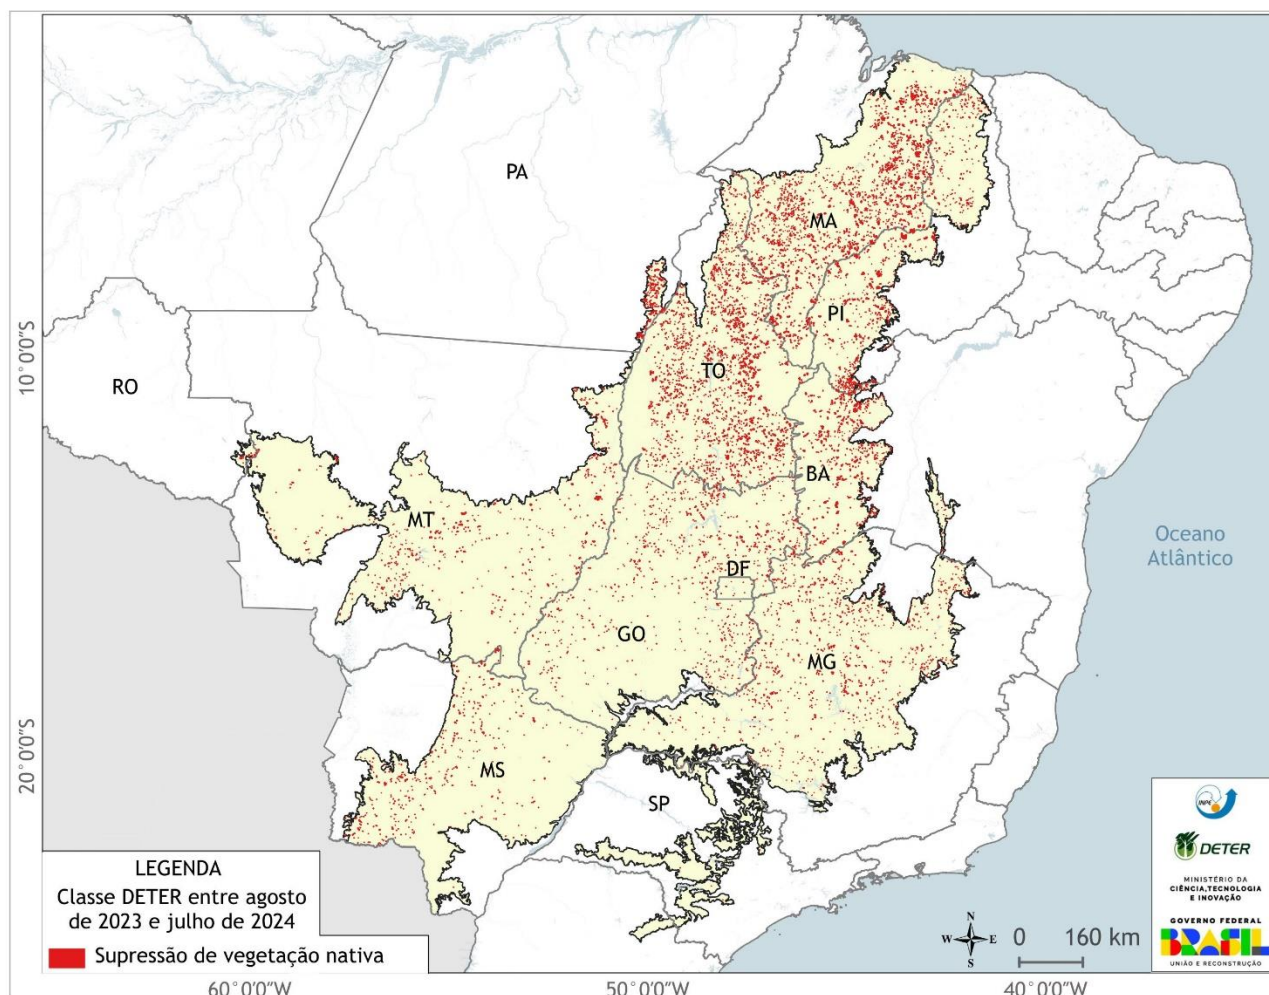 PA
MA
PI
RO
TO
BA
MT
Oceano
Atlântico
DF
GO
MG
MS
SP
10°0'0"S
20°0'0"S
LEGENDA
Classe DETER entre agosto
de 2023 e julho de 2024
Supressão de vegetação nativa
N
W E
S
0 160 km
INPE
DETER
MINISTÉRIO DA
CIÊNCIA, TECNOLOGIA
E INOVAÇÃO
GOVERNO FEDERAL
BRASIL
UNIÃO E RECONSTRUÇÃO
60°0'0"W 50°0'0"W 40°0'0"W